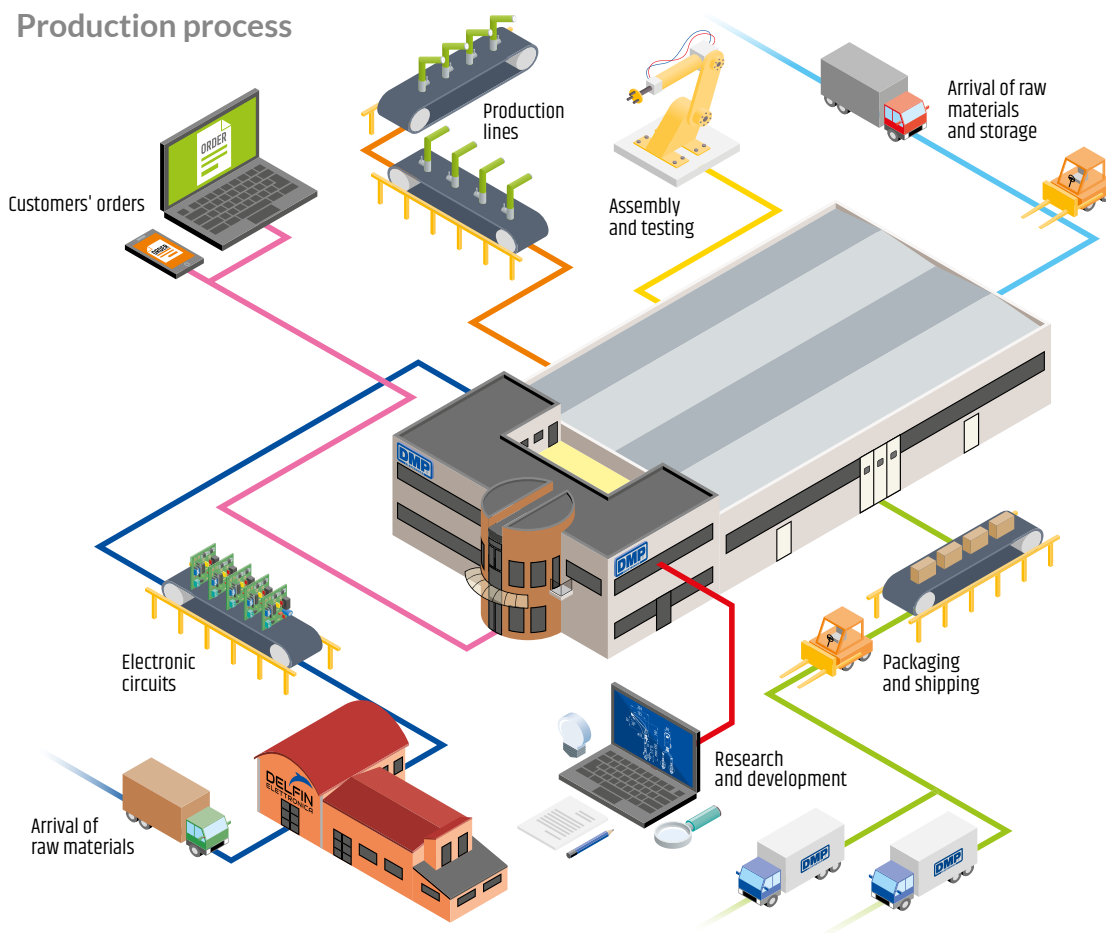 Production process
Production
lines
Arrival of raw
materials
and storage
ORDER
Customers' orders
ORDER
Assembly
and testing
DMP
DMP
Electronic
circuits
Packaging
and shipping
Research
and development
DELFIN
ELETTRONICA
Arrival of
raw materials
DMP
DMP